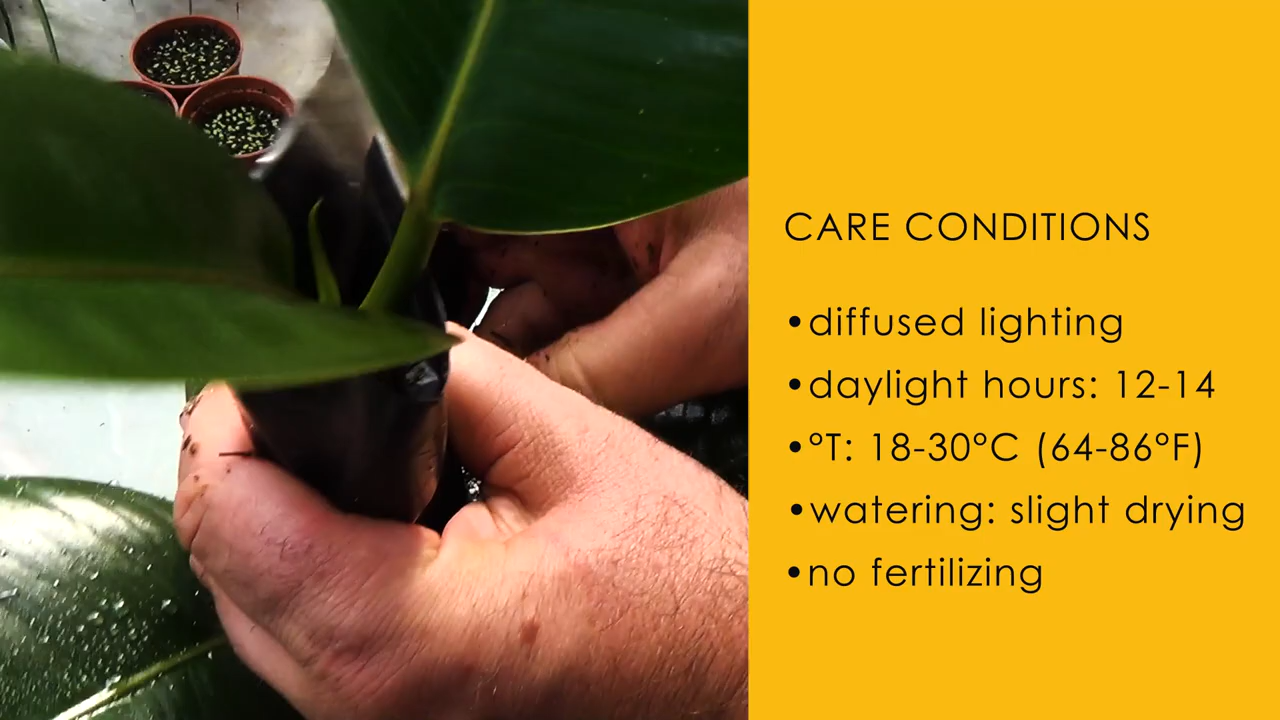 CARE CONDITIONS
•diffused lighting
•daylight hours: 12-14
•°T: 18-30°C (64-86°F)
•watering: slight drying
•no fertilizing